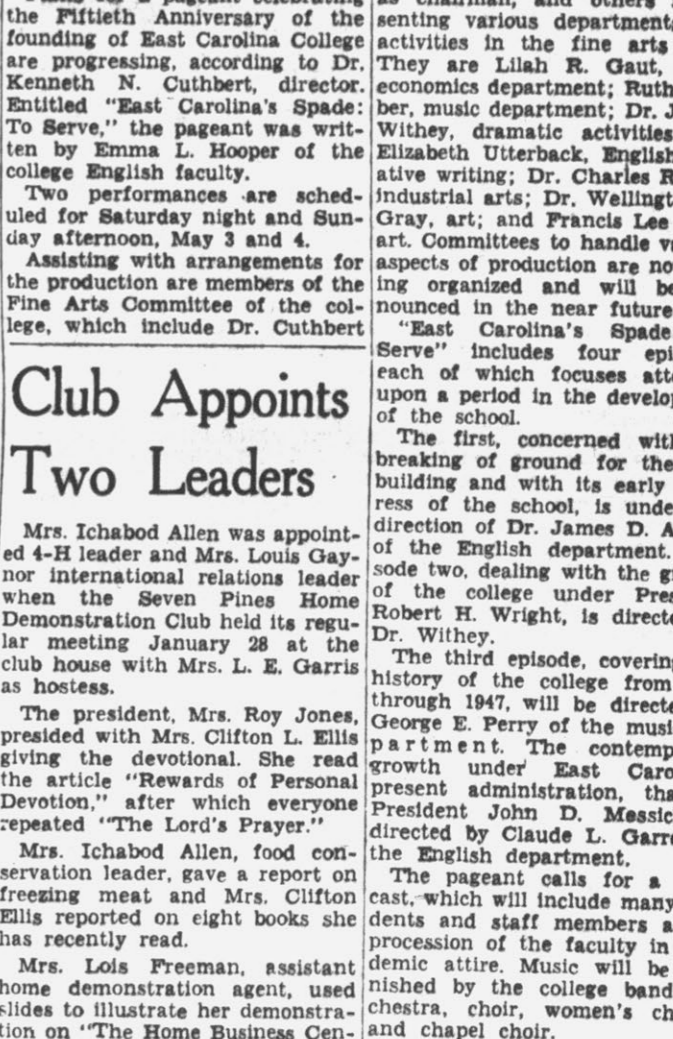 the Fiftieth Anniversary of the
founding of East Carolina College
are progressing, according to Dr.
Kenneth N. Cuthbert, director.
Entitled "East Carolina's Spade:
To Serve," the pageant was writ-
ten by Emma L. Hooper of the
college English faculty.
Two performances are sched-
uled for Saturday night and Sun-
day afternoon, May 3 and 4.
Assisting with arrangements for
the production are members of the
Fine Arts Committee of the col-
lege, which include Dr. Cuthbert
Club Appoints
Two Leaders
Mrs. Ichabod Allen was appoint-
ed 4-H leader and Mrs. Louis Gay-
nor international relations leader
when the Seven Pines Home
Demonstration Club held its regu-
lar meeting January 28 at the
club house with Mrs. L. E. Garris
as hostess.
The president, Mrs. Roy Jones,
presided with Mrs. Clifton L. Ellis
giving the devotional. She read
the article "Rewards of Personal
Devotion," after which everyone
repeated "The Lord's Prayer."
Mrs. Ichabod Allen, food con-
servation leader, gave a report on
freezing meat and Mrs. Clifton
Ellis reported on eight books she
has recently read.
Mrs. Lois Freeman, assistant
home demonstration agent, used
slides to illustrate her demonstra-
tion on "The Home Business Cen-
as chairman, and others
senting various department
activities in the fine arts
They are Lilah R. Gaut,
economics department; Ruth
ber, music department; Dr. J
Withey, dramatic activities
Elizabeth Utterback, English
ative writing; Dr. Charles R
industrial arts; Dr. Wellingt
Gray, art; and Francis Lee
art. Committees to handle v
aspects of production are no
ing organized and will be
nounced in the near future
"East Carolina's Spade
Serve" includes four epi
each of which focuses att
upon a period in the develo
of the school.
The first, concerned wit
breaking of ground for the
building and with its early
ress of the school, is unde
direction of Dr. James D. A
of the English department.
sode two, dealing with the g
of the college under Pres
Robert H. Wright, is directe
Dr. Withey.
The third episode, covering
history of the college from
through 1947, will be directe
George E. Perry of the musi
partment. The contemp
growth under East Caro
present administration, tha
President John D. Messic
directed by Claude L. Garre
the English department.
The pageant calls for a
cast, which will include many
dents and staff members a
procession of the faculty in
demic attire. Music will be
nished by the college band
chestra, choir, women's ch
and chapel choir.